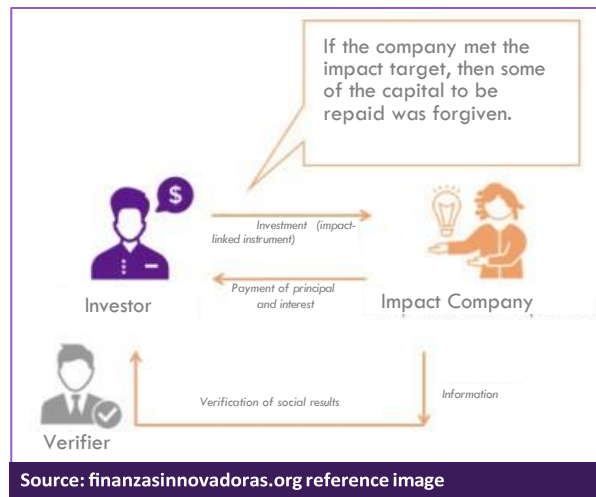 If the company met the
impact target, then some
of the capital to be
repaid was forgiven.
$
Investment (impact-
linked instrument)
Payment of principal
and interest
Investor
Impact Company
Information
Verification of social results
Verifier
Source: finanzasinnovadoras.org reference image